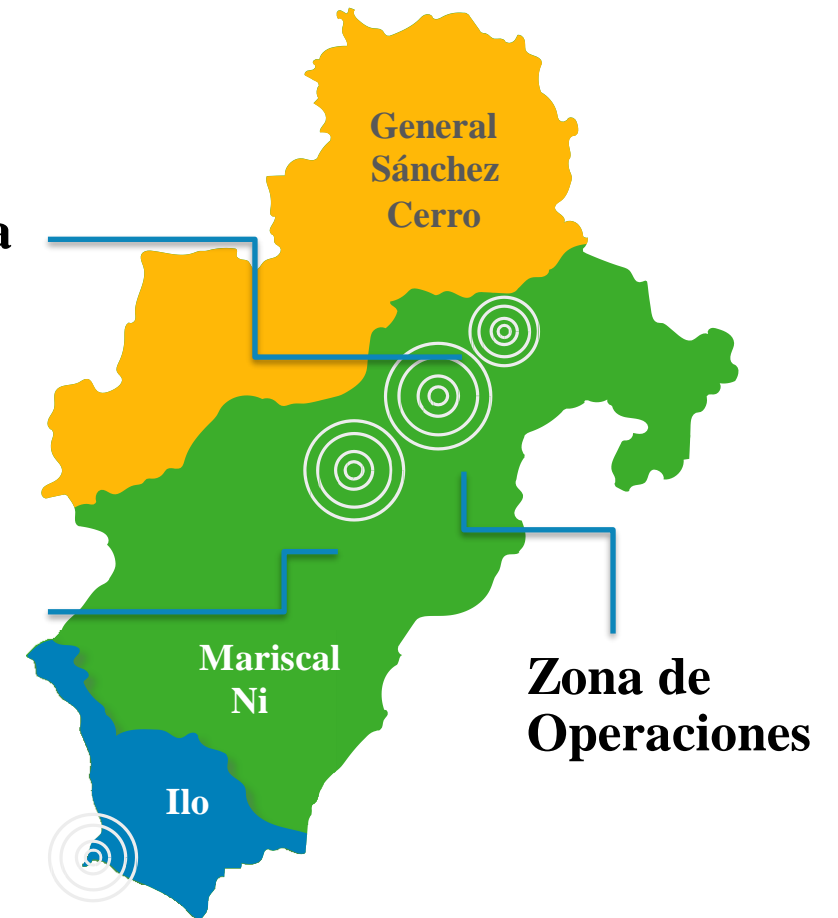 General
Sánchez
Cerro
a
Mariscal
Ni
Zona de
Operaciones
Ilo